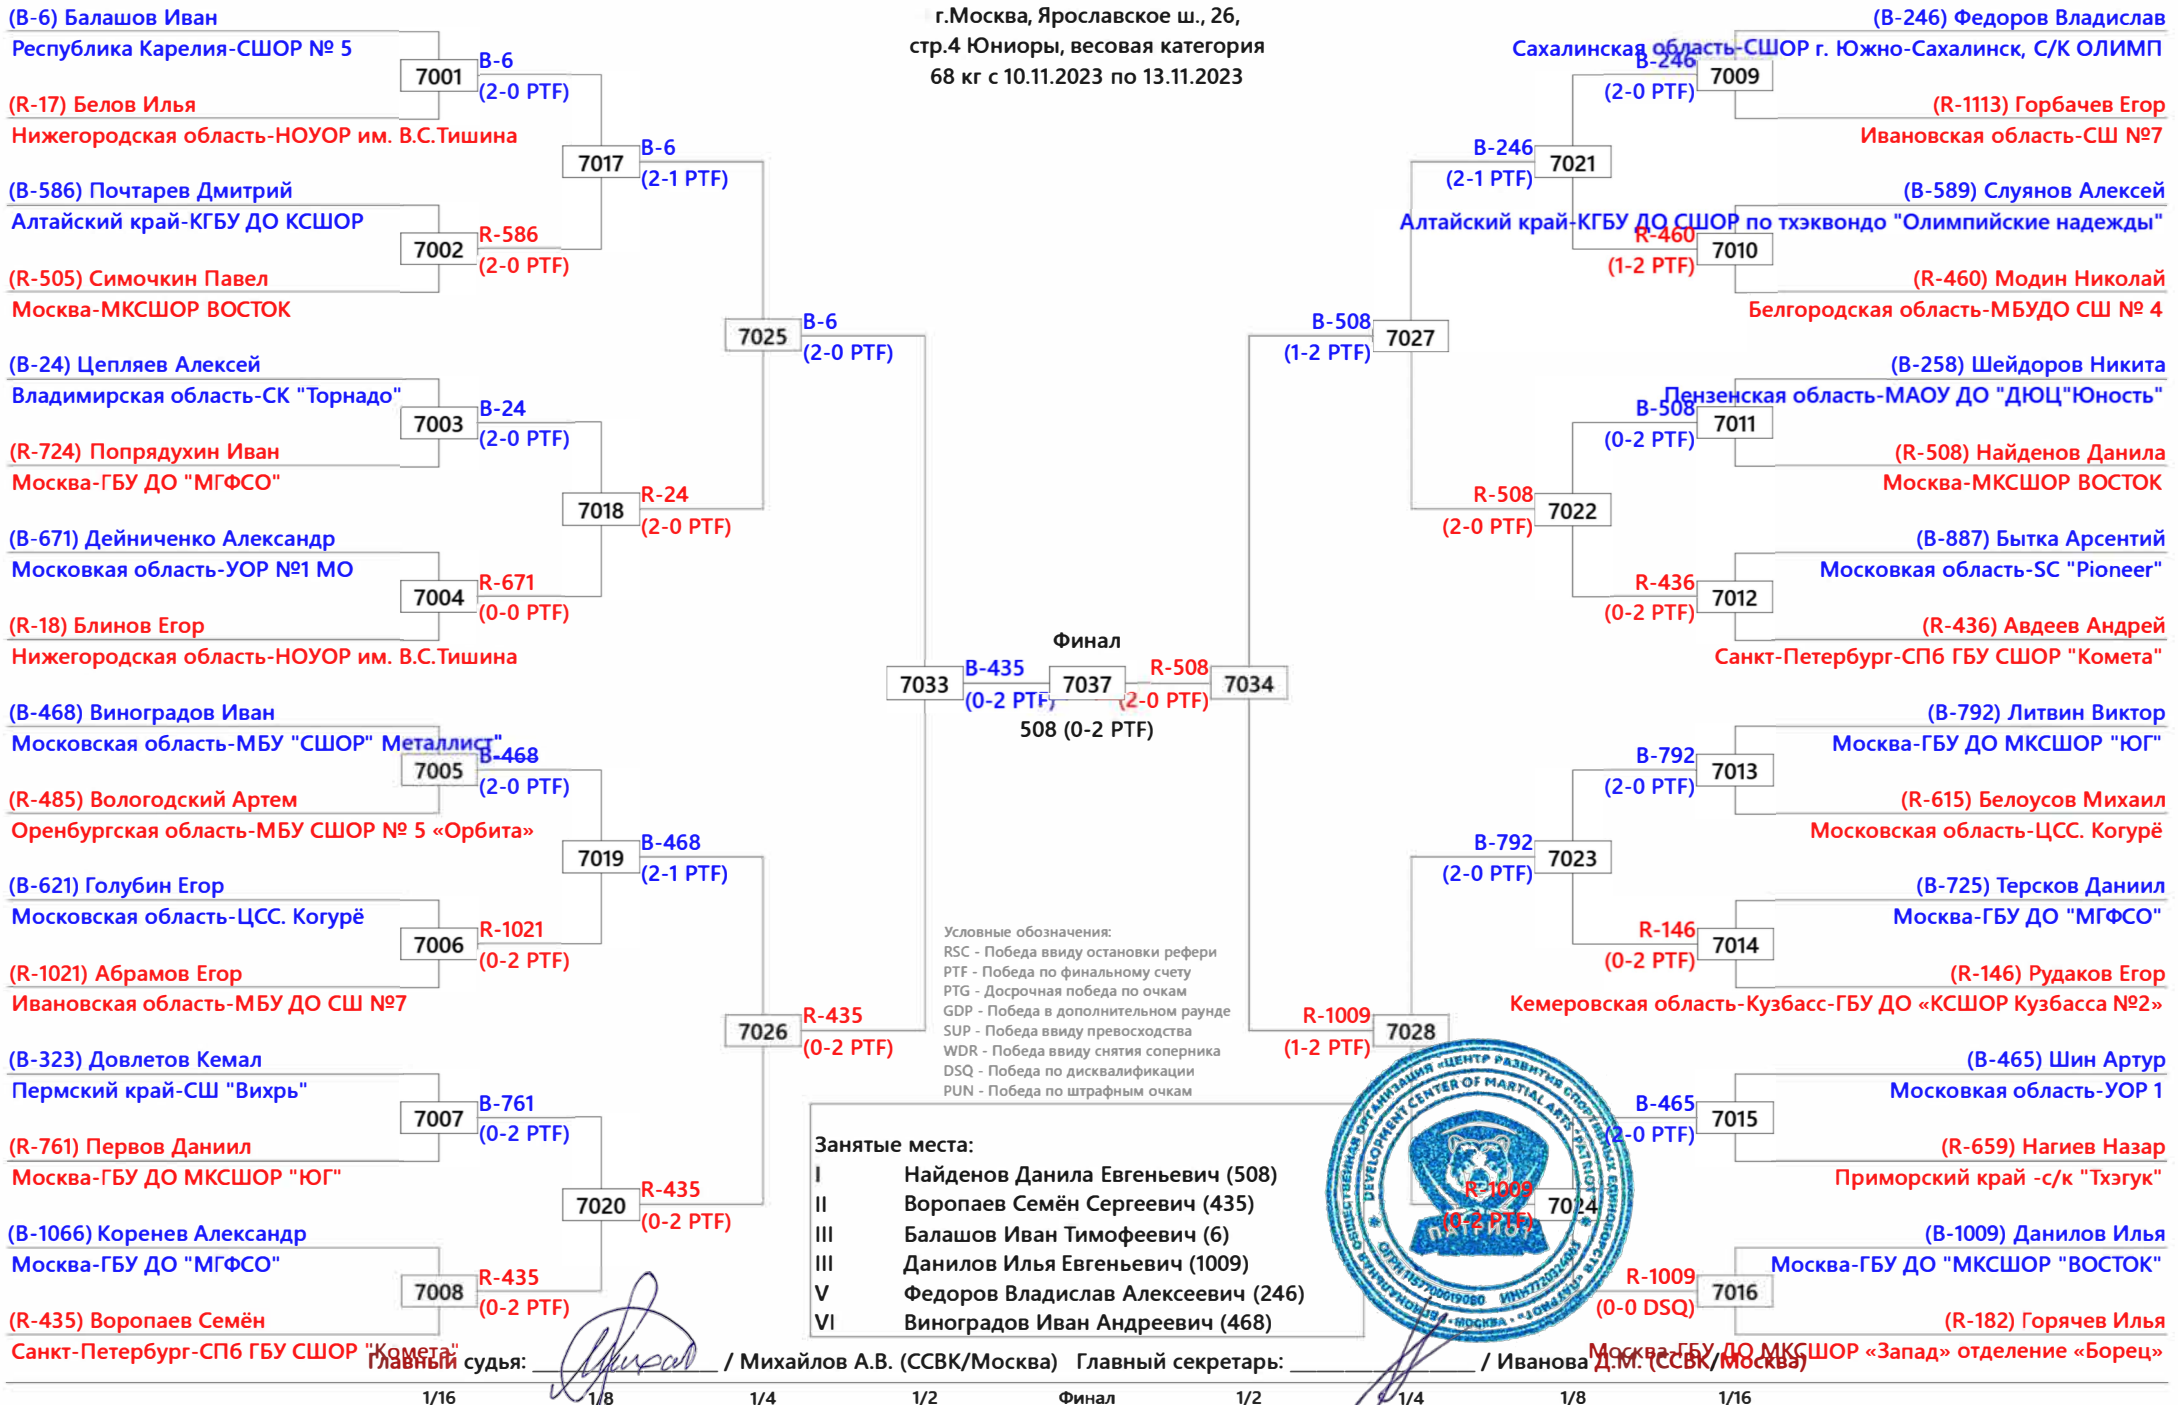 г.Москва, Ярославское ш., 26,
стр.4 Юниоры, весовая категория
68 кг с 10.11.2023 по 13.11.2023
(B-6) Балашов Иван
Республика Карелия-СШОР № 5
7001
B-6
(2-0 PTF)
(R-17) Белов Илья
Нижегородская область-НОУОР им. В.С.Тишина
7017
B-6
(2-1 PTF)
(B-586) Почтарев Дмитрий
Алтайский край-КГБУ ДО КСШОР
7002
R-586
(2-0 PTF)
(R-505) Симочкин Павел
Москва-МКСШОР ВОСТОК
7025
B-6
(2-0 PTF)
(B-24) Цепляев Алексей
Владимирская область-СК "Торнадо"
7003
B-24
(2-0 PTF)
(R-724) Попрядухин Иван
Москва-ГБУ ДО "МГФСО"
7018
R-24
(2-0 PTF)
(B-671) Дейниченко Александр
Московкая область-УОР №1 МО
7004
R-671
(0-0 PTF)
(R-18) Блинов Егор
Нижегородская область-НОУОР им. В.С.Тишина
7033
B-435
(0-2 PTF)
(B-468) Виноградов Иван
Московская область-МБУ "СШОР" Металлист"
7005
B-468
(2-0 PTF)
(R-485) Вологодский Артем
Оренбургская область-МБУ СШОР № 5 «Орбита»
7019
B-468
(2-1 PTF)
(B-621) Голубин Егор
Московская область-ЦСС. Когурё
7006
R-1021
(0-2 PTF)
(R-1021) Абрамов Егор
Ивановская область-МБУ ДО СШ №7
7026
R-435
(0-2 PTF)
(B-323) Довлетов Кемал
Пермский край-СШ "Вихрь"
7007
B-761
(0-2 PTF)
(R-761) Первов Даниил
Москва-ГБУ ДО МКСШОР "ЮГ"
7020
R-435
(0-2 PTF)
(B-1066) Коренев Александр
Москва-ГБУ ДО "МГФСО"
7008
R-435
(0-2 PTF)
(R-435) Воропаев Семён
Санкт-Петербург-СПб ГБУ СШОР "Комета"
Финал
7037
508 (0-2 PTF)
(B-246) Федоров Владислав
Сахалинская область-СШОР г. Южно-Сахалинск, С/К ОЛИМП
B-246
(2-0 PTF)
7009
(R-1113) Горбачев Егор
Ивановская область-СШ №7
B-246
(2-1 PTF)
7021
(B-589) Слуянов Алексей
Алтайский край-КГБУ ДО СШОР по тхэквондо "Олимпийские надежды"
R-460
(1-2 PTF)
7010
(R-460) Модин Николай
Белгородская область-МБУДО СШ № 4
B-508
(1-2 PTF)
7027
(B-258) Шейдоров Никита
Пензенская область-МАОУ ДО "ДЮЦ"Юность"
B-508
(0-2 PTF)
7011
(R-508) Найденов Данила
Москва-МКСШОР ВОСТОК
R-508
(2-0 PTF)
7022
(B-887) Бытка Арсентий
Московкая область-SC "Pioneer"
R-436
(0-2 PTF)
7012
(R-436) Авдеев Андрей
Санкт-Петербург-СПб ГБУ СШОР "Комета"
R-508
(2-0 PTF)
7034
(B-792) Литвин Виктор
Москва-ГБУ ДО МКСШОР "ЮГ"
B-792
(2-0 PTF)
7013
(R-615) Белоусов Михаил
Московская область-ЦСС. Когурё
B-792
(2-0 PTF)
7023
(B-725) Терсков Даниил
Москва-ГБУ ДО "МГФСО"
R-146
(0-2 PTF)
7014
(R-146) Рудаков Егор
Кемеровская область-Кузбасс-ГБУ ДО «КСШОР Кузбасса №2»
R-1009
(1-2 PTF)
7028
(B-465) Шин Артур
Московкая область-УОР 1
B-465
(2-0 PTF)
7015
(R-659) Нагиев Назар
Приморский край -с/к "Тхэгук"
R-1009
(0-2 PTF)
7024
(B-1009) Данилов Илья
Москва-ГБУ ДО "МКСШОР "ВОСТОК"
R-1009
(0-0 DSQ)
7016
(R-182) Горячев Илья
Москва-ГБУ ДО МКСШОР «Запад» отделение «Борец»
Условные обозначения:
RSC - Победа ввиду остановки рефери
PTF - Победа по финальному счету
PTG - Досрочная победа по очкам
GDP - Победа в дополнительном раунде
SUP - Победа ввиду превосходства
WDR - Победа ввиду снятия соперника
DSQ - Победа по дисквалификации
PUN - Победа по штрафным очкам
Занятые места:
I Найденов Данила Евгеньевич (508)
II Воропаев Семён Сергеевич (435)
III Балашов Иван Тимофеевич (6)
III Данилов Илья Евгеньевич (1009)
V Федоров Владислав Алексеевич (246)
VI Виноградов Иван Андреевич (468)
DEVELOPMENT CENTER OF MARTIAL ARTS "PATRIOT"
ПАТРИОТ
МОСКВА
Главный судья: / Михайлов А.В. (ССВК/Москва) Главный секретарь: / Иванова Д.М. (ССВК/Москва)
1/16 1/8 1/4 1/2 Финал 1/2 1/4 1/8 1/16